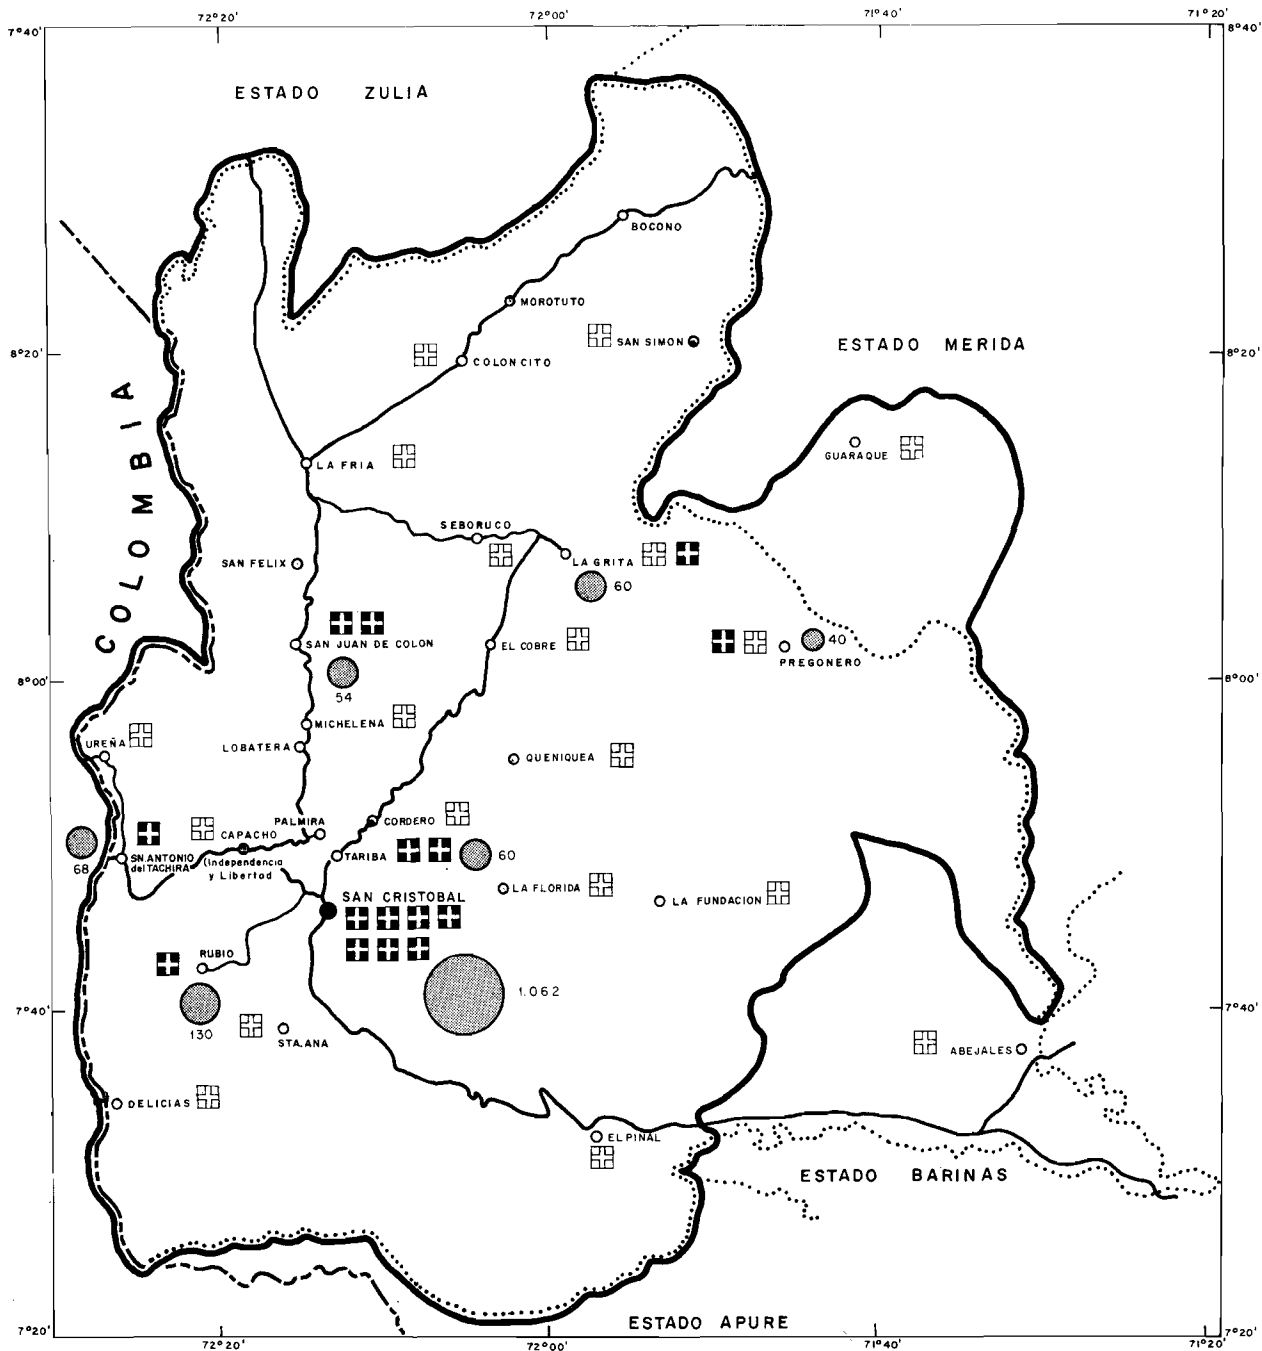 72°20' 72°00' 71°40' 71°20'
7°40' 8°40'
ESTADO ZULIA
BOCONO
MOROTUTO
SAN SIMON
ESTADO MERIDA
8°20' 8°20'
COLONCITO
COLOMBIA
GUARAQUE
LA FRIA
SEBORUCO
SAN FELIX
LA GRITA
60
SAN JUAN DE COLON
EL COBRE
40
PREGONERO
8°00' 8°00'
54
MICHELENA
UREÑA
LOBATERA
QUENIQUEA
PALMIRA
CORDERO
CAPACHO
(Independencia
y Libertad
SN. ANTONIO
del TACHIRA
68
TARIBA
60
LA FLORIDA
LA FUNDACION
SAN CRISTOBAL
RUBIO
1.062
7°40' 7°40'
130
STA. ANA
ABEJALES
DELICIAS
EL PINAL
ESTADO BARINAS
ESTADO APURE
7°20' 7°20'
72°20' 72°00' 71°40' 71°20'